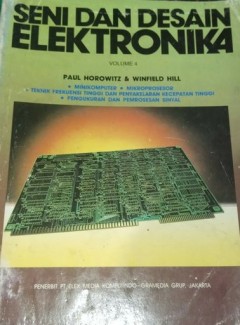 SENI DAN DESAIN
ELEKTRONIKA
VOLUME 4
PAUL HOROWITZ & WINFIELD HILL
• MINIKOMPUTER • MIKROPROSESOR
• TEKNIK FREKUENSI TINGGI DAN PENYAKELARAN KECEPATAN TINGGI
• PENGUKURAN DAN PEMROSESAN SINYAL
PENERBIT PT ELEX MEDIA KOMPUTINDO—GRAMEDIA GRUP, JAKARTA